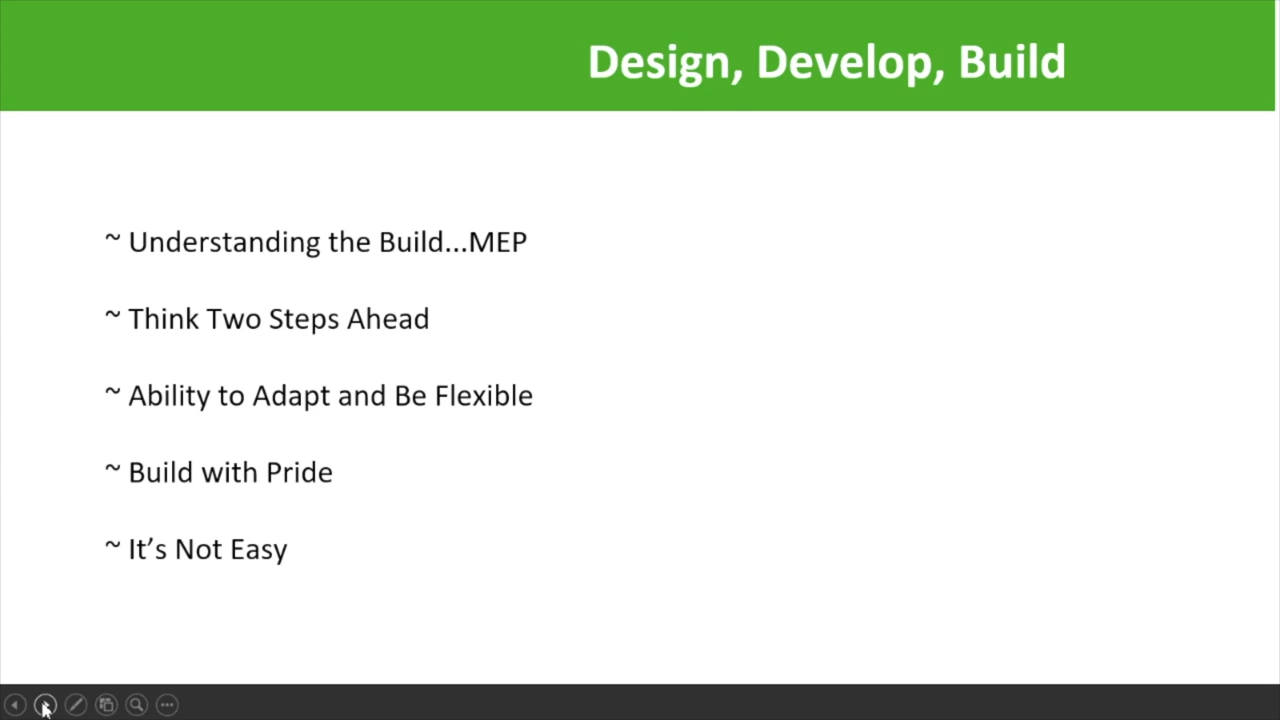 Design, Develop, Build
~ Understanding the Build...MEP
~ Think Two Steps Ahead
~ Ability to Adapt and Be Flexible
~ Build with Pride
~ It’s Not Easy